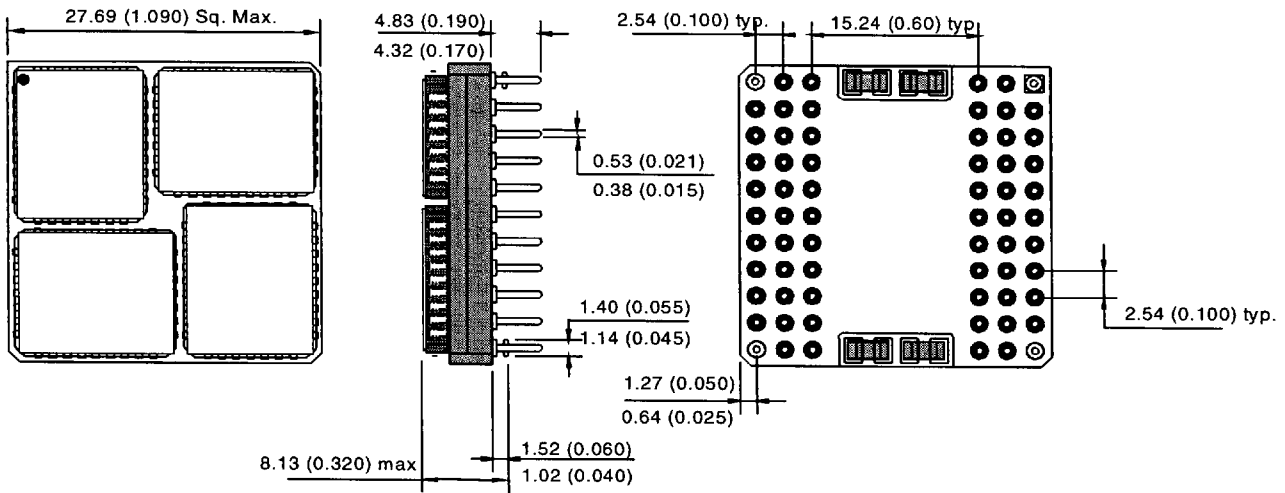 27.69 (1.090) Sq. Max.
4.83 (0.190)
4.32 (0.170)
2.54 (0.100) typ.
15.24 (0.60) typ
0.53 (0.021)
0.38 (0.015)
1.40 (0.055)
1.14 (0.045)
2.54 (0.100) typ.
1.27 (0.050)
0.64 (0.025)
8.13 (0.320) max
1.52 (0.060)
1.02 (0.040)